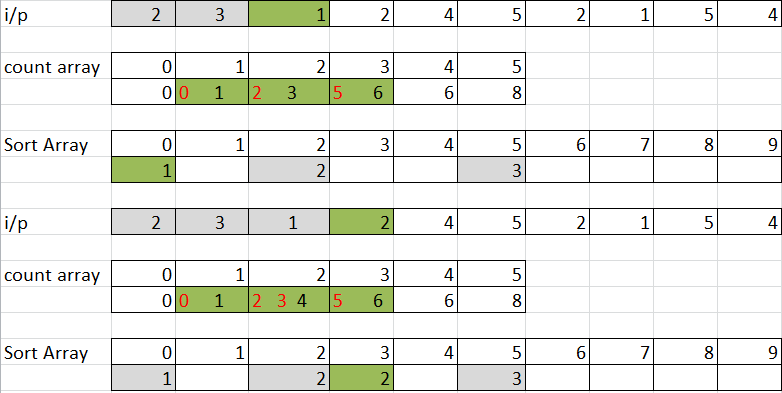 i/p 2 3 1 2 4 5 2 1 5 4
count array 0 1 2 3 4 5
0 0 1 2 3 5 6 6 8
Sort Array 0 1 2 3 4 5 6 7 8 9
1 2 3
i/p 2 3 1 2 4 5 2 1 5 4
count array 0 1 2 3 4 5
0 0 1 2 3 4 5 6 6 8
Sort Array 0 1 2 3 4 5 6 7 8 9
1 2 2 3